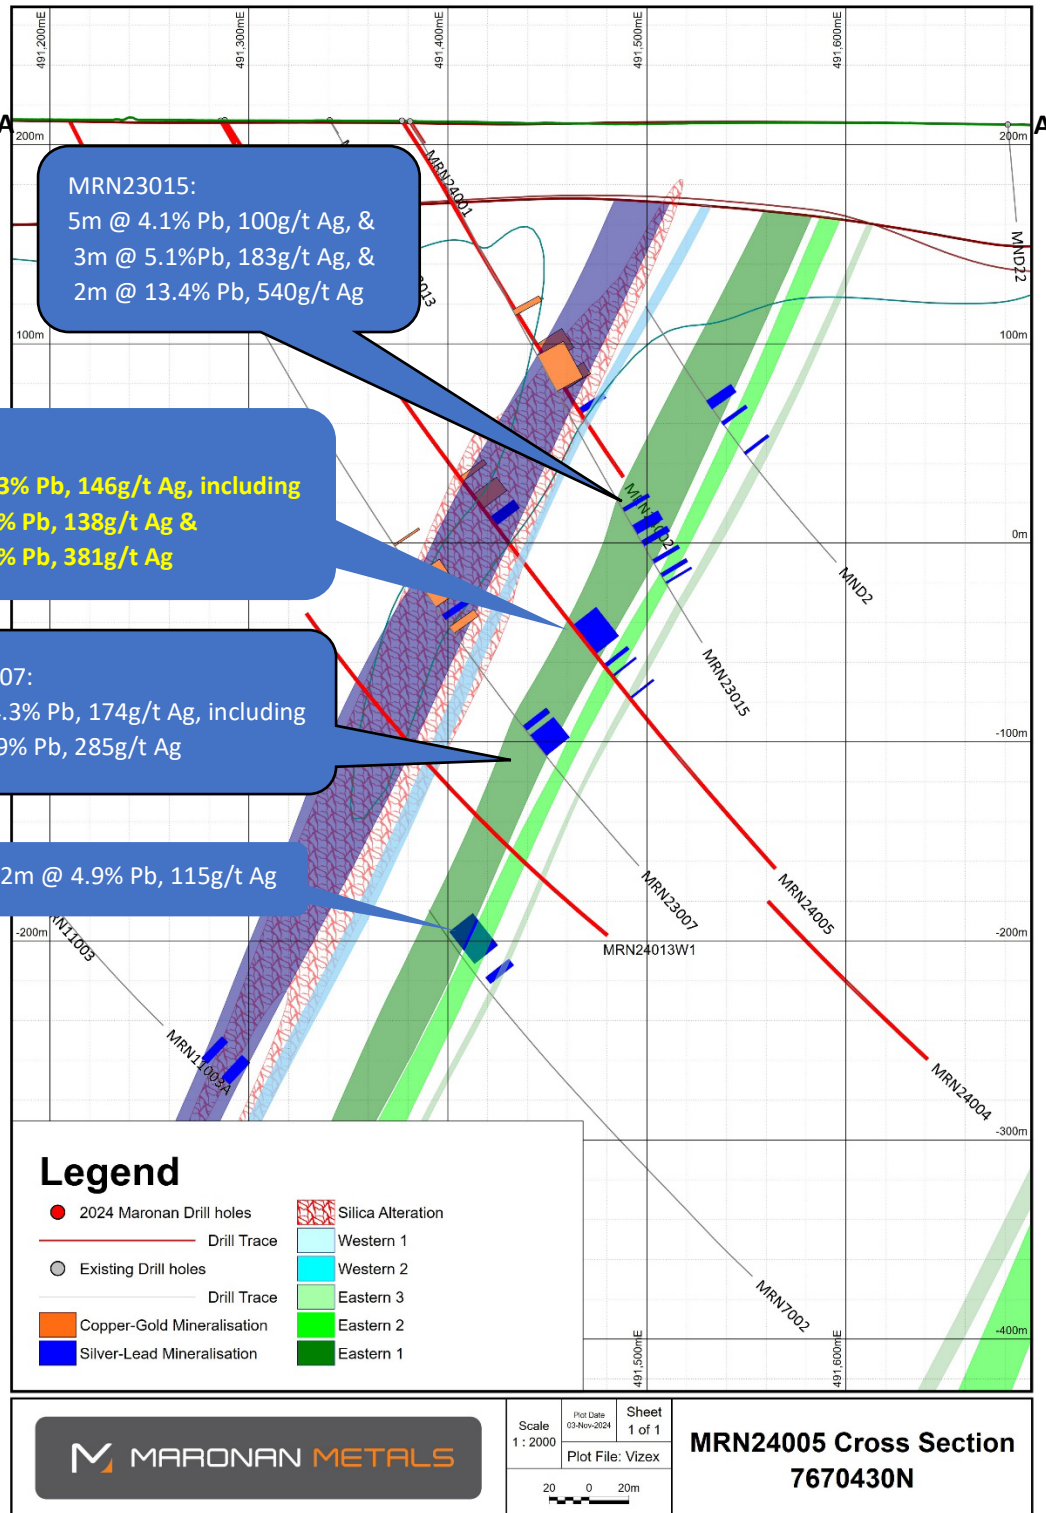 491,200mE
491,300mE
491,400mE
491,500mE
491,600mE
A
A
200m
200m
MRN24001
MND22
MRN23015:
5m @ 4.1% Pb, 100g/t Ag, &
3m @ 5.1%Pb, 183g/t Ag, &
2m @ 13.4% Pb, 540g/t Ag
013
100m
100m
3% Pb, 146g/t Ag, including
% Pb, 138g/t Ag &
% Pb, 381g/t Ag
0m
MND2
MRN23015
07:
.3% Pb, 174g/t Ag, including
9% Pb, 285g/t Ag
-100m
2m @ 4.9% Pb, 115g/t Ag
MRN23007
MRN24005
RN11003
-200m
-200m
MRN24013W1
MRN11003A
MRN24004
-300m
MRN7002
-400m
491,500mE
491,600mE
Legend
2024 Maronan Drill holes
Drill Trace
Existing Drill holes
Drill Trace
Copper-Gold Mineralisation
Silver-Lead Mineralisation
Silica Alteration
Western 1
Western 2
Eastern 3
Eastern 2
Eastern 1
MARONAN METALS
Scale
1 : 2000
Plot Date
03-Nov-2024
Sheet
1 of 1
Plot File: Vizex
20 0 20m
MRN24005 Cross Section
7670430N